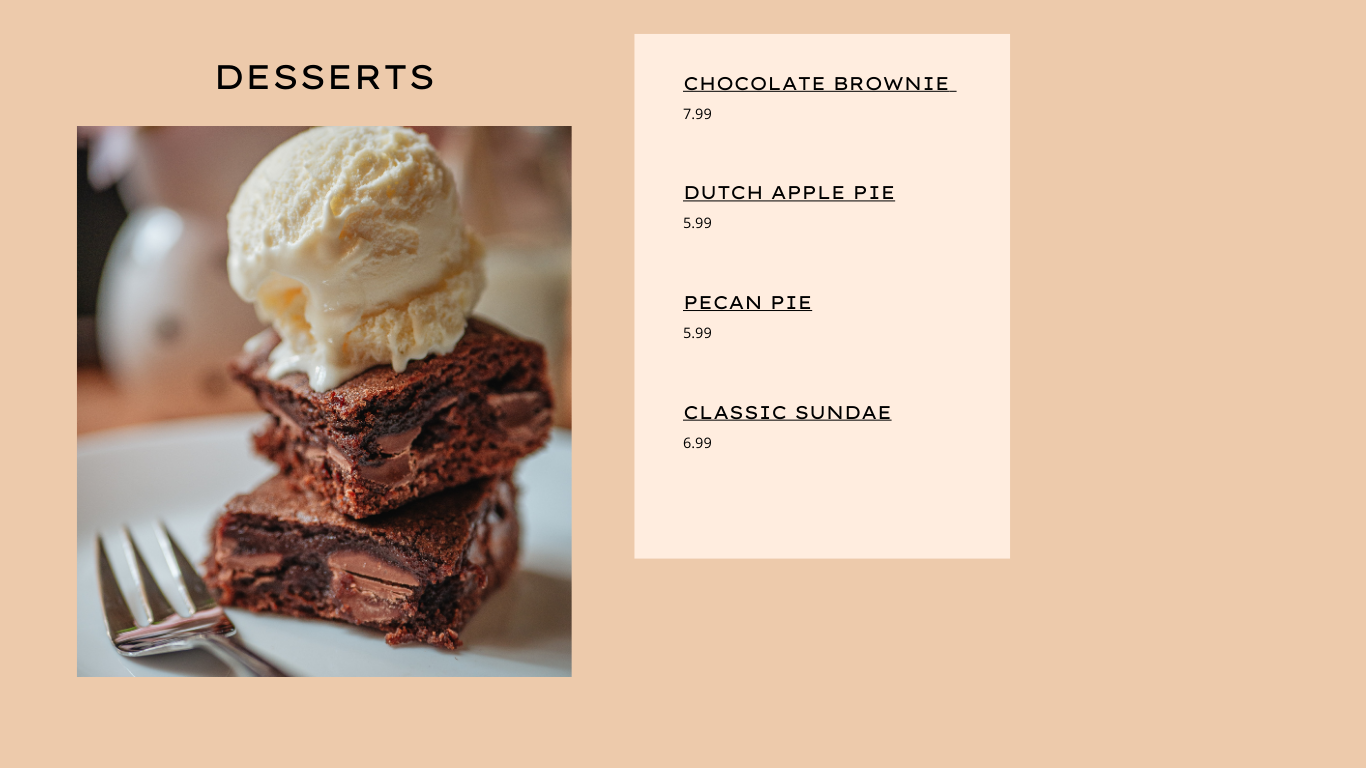 DESSERTS
CHOCOLATE BROWNIE
7.99
DUTCH APPLE PIE
5.99
PECAN PIE
5.99
CLASSIC SUNDAE
6.99